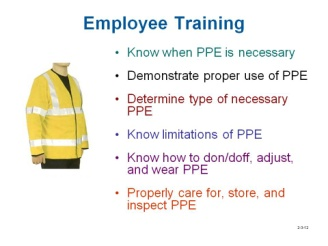 Employee Training
• Know when PPE is necessary
• Demonstrate proper use of PPE
• Determine type of necessary
PPE
• Know limitations of PPE
• Know how to don/doff, adjust,
and wear PPE
• Properly care for, store, and
inspect PPE